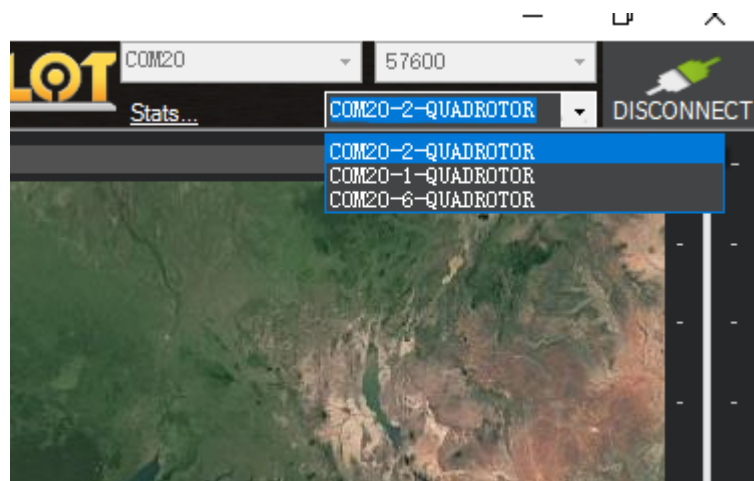 LOT
COM20
57600
Stats...
COM20-2-QUADROTOR
DISCONNECT
COM20-2-QUADROTOR
COM20-1-QUADROTOR
COM20-6-QUADROTOR